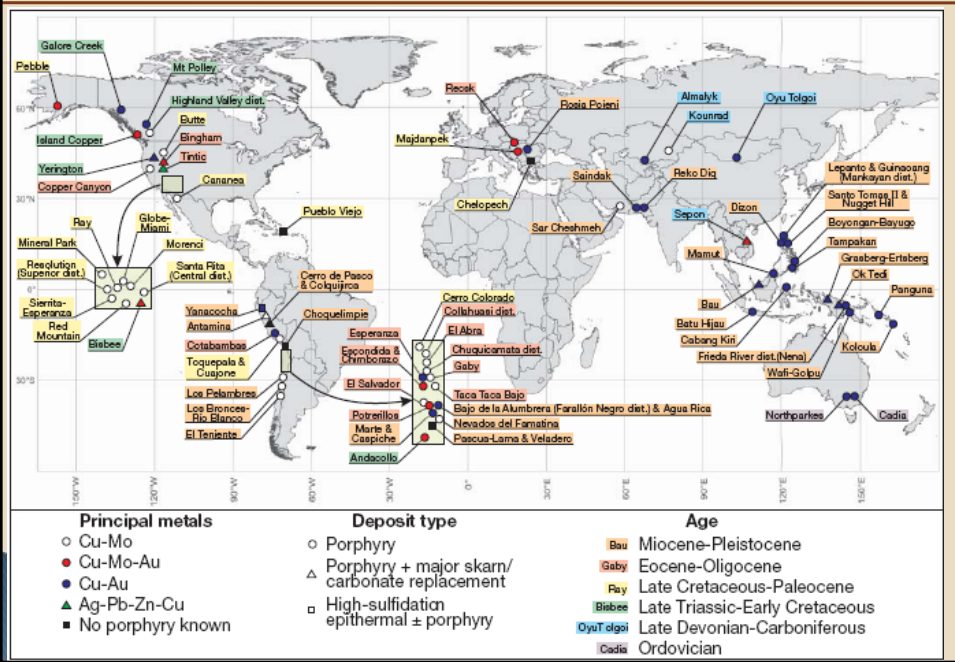 Galore Creek
Pebble
Mt Polley
Highland Valley dist.
Butte
Island Copper
Bingham
Yerington
Tintic
Copper Canyon
Cananea
60°N
30°N
0°
30°S
Pueblo Viejo
Ray
Globe-
Miami
Mineral Park
Morenci
Resolution
(Superior dist.)
Santa Rita
(Central dist.)
Sierrita-
Esperanza
Red
Mountain
Bisbee
Cerro de Pasco
& Colquijirca
Yanacocha
Choquelimpie
Antamina
Cotabambas
Toquepala &
Cuajone
Los Pelambres
Los Bronces-
Rio Blanco
El Teniente
Cerro Colorado
Collahuasi dist.
Esperanza
El Abra
Escondida &
Chimborazo
Chuquicamata dist.
Gaby
El Salvador
Taca Taca Bajo
Potrerillos
Bajo de la Alumbrera (Farallón Negro dist.) & Agua Rica
Marte &
Caspiche
Nevados del Famatina
Pascua-Lama & Veladero
Andacollo
Recsk
Rosia Poieni
Majdanpek
Chelopech
Almalyk
Kounrad
Oyu Tolgoi
Saindak
Reko Diq
Sar Cheshmeh
Sepon
Dizon
Lepanto & Guinaoang
(Mankayan dist.)
Santo Tomas II &
Nugget Hill
Boyongan-Bayugo
Mamut
Tampakan
Grasberg-Ertsberg
Ok Tedi
Bau
Panguna
Batu Hijau
Cabang Kiri
Koloula
Frieda River dist.(Nena)
Wafi-Golpu
Northparkes
Cadia
150°W
120°W
90°W
60°W
0°
30°E
60°E
90°E
120°E
150°E
Principal metals
Cu-Mo
Cu-Mo-Au
Cu-Au
Ag-Pb-Zn-Cu
No porphyry known
Deposit type
Porphyry
Porphyry + major skarn/
carbonate replacement
High-sulfidation
epithermal ± porphyry
Age
Bau Miocene-Pleistocene
Gaby Eocene-Oligocene
Ray Late Cretaceous-Paleocene
Bisbee Late Triassic-Early Cretaceous
OyuTolgoi Late Devonian-Carboniferous
Cadia Ordovician